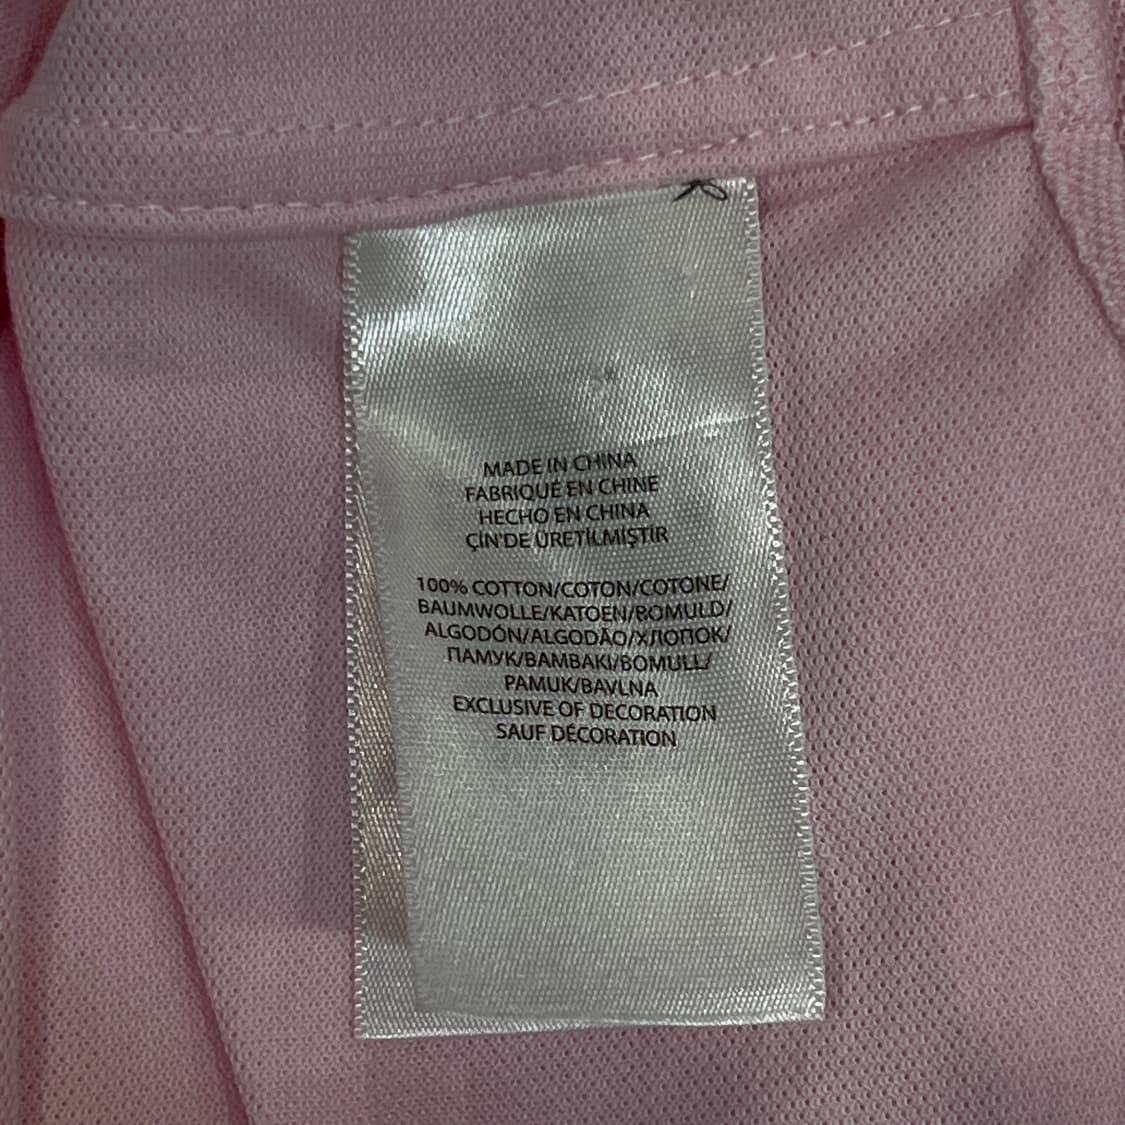 MADE IN CHINA
FABRIQUÉ EN CHINE
HECHO EN CHINA
ÇİN'DE ÜRETİLMİŞTİR
100% COTTON/COTON/COTONE/
BAUMWOLLE/KATOEN/BOMULD/
ALGODÓN/ALGODÃO/ХЛОПОК/
ПАМУК/BAMBAKI/BOMULL/
PAMUK/BAVLNA
EXCLUSIVE OF DECORATION
SAUF DÉCORATION